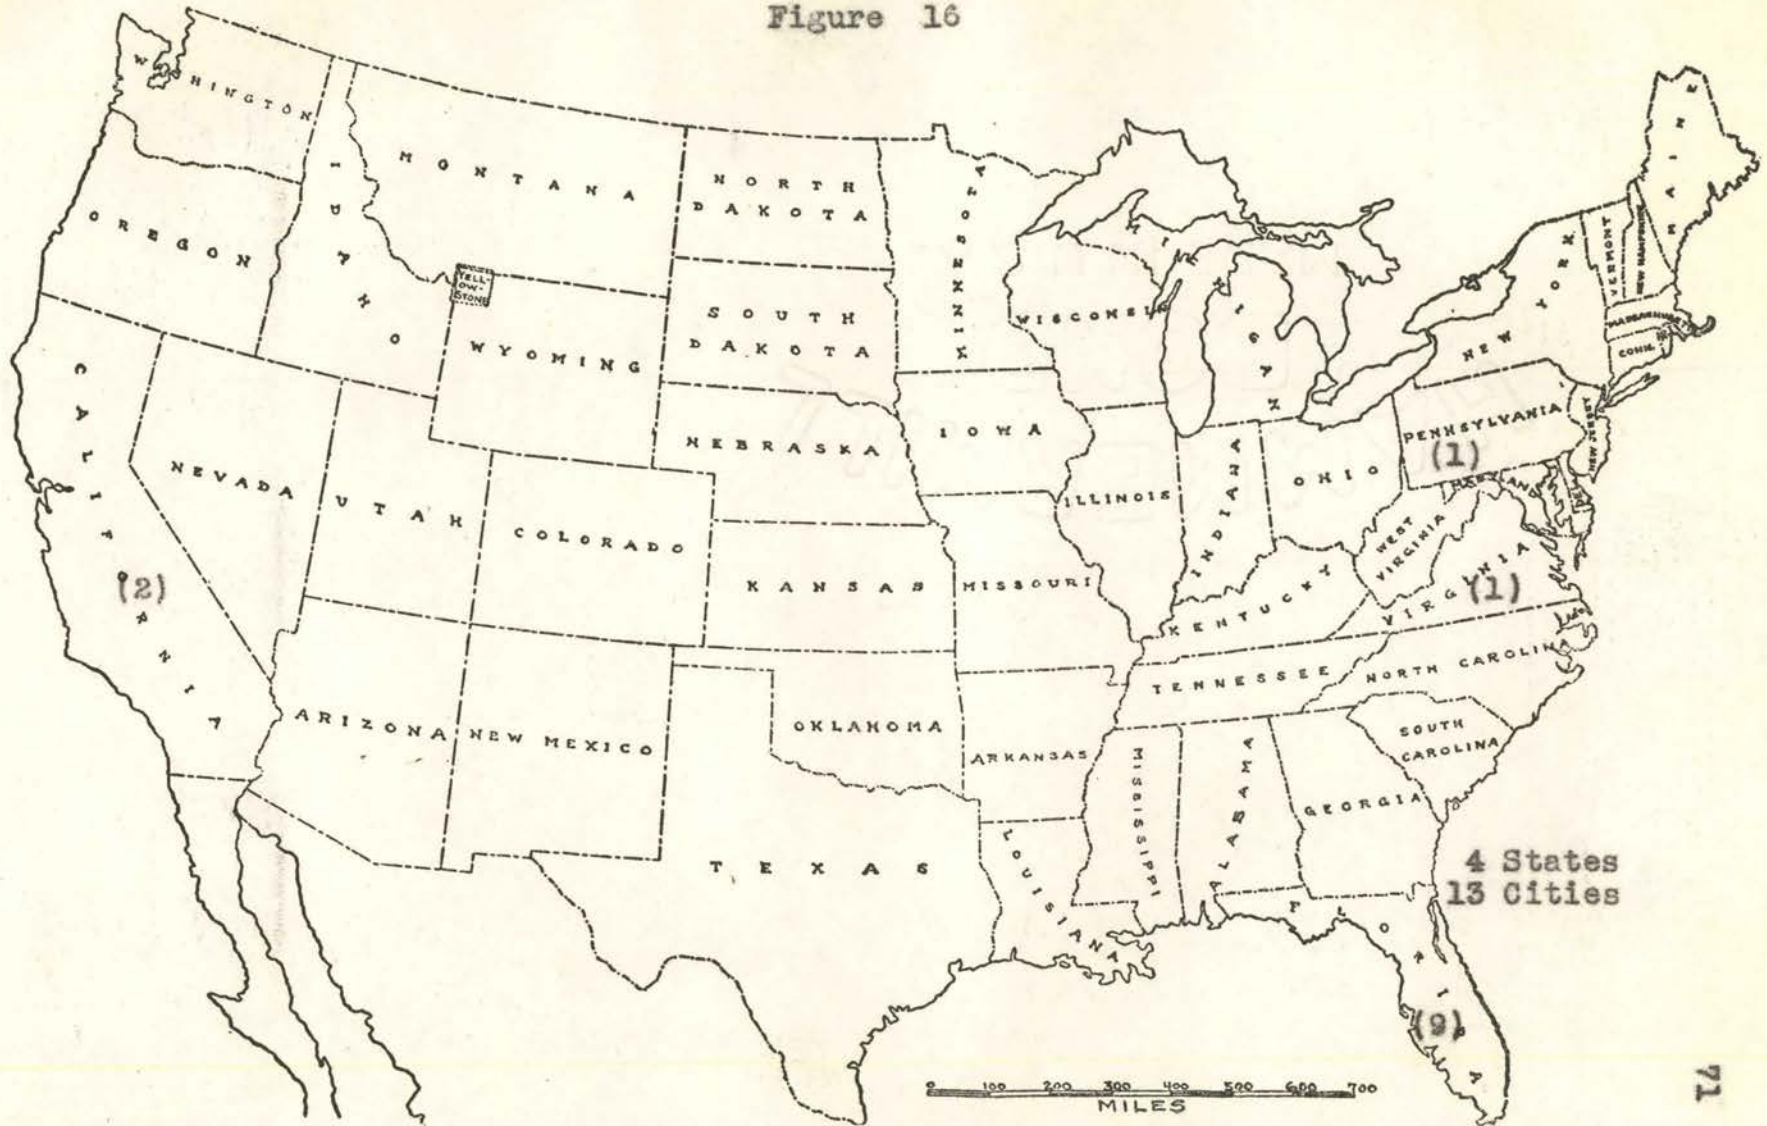 Figure 16
WASHINGTON
OREGON
CALIFORNIA
(2)
IDAHO
NEVADA
MONTANA
YELL-
OW-
STONE
WYOMING
UTAH
COLORADO
ARIZONA
NEW MEXICO
NORTH
DAKOTA
SOUTH
DAKOTA
NEBRASKA
KANSAS
OKLAHOMA
TEXAS
MINNESOTA
IOWA
MISSOURI
ARKANSAS
LOUISIANA
WISCONSIN
MICHIGAN
ILLINOIS
INDIANA
OHIO
KENTUCKY
TENNESSEE
MISSISSIPPI
ALABAMA
GEORGIA
FLORIDA
(9)
SOUTH
CAROLINA
NORTH CAROLINA
VIRGINIA
(1)
WEST
VIRGINIA
MARYLAND
DEL.
PENNSYLVANIA
(1)
NEW JERSEY
NEW YORK
CONN.
MASSACHUSETTS
VERMONT
NEW HAMPSHIRE
MAINE
4 States
13 Cities
0 100 200 300 400 500 600 700
MILES
71